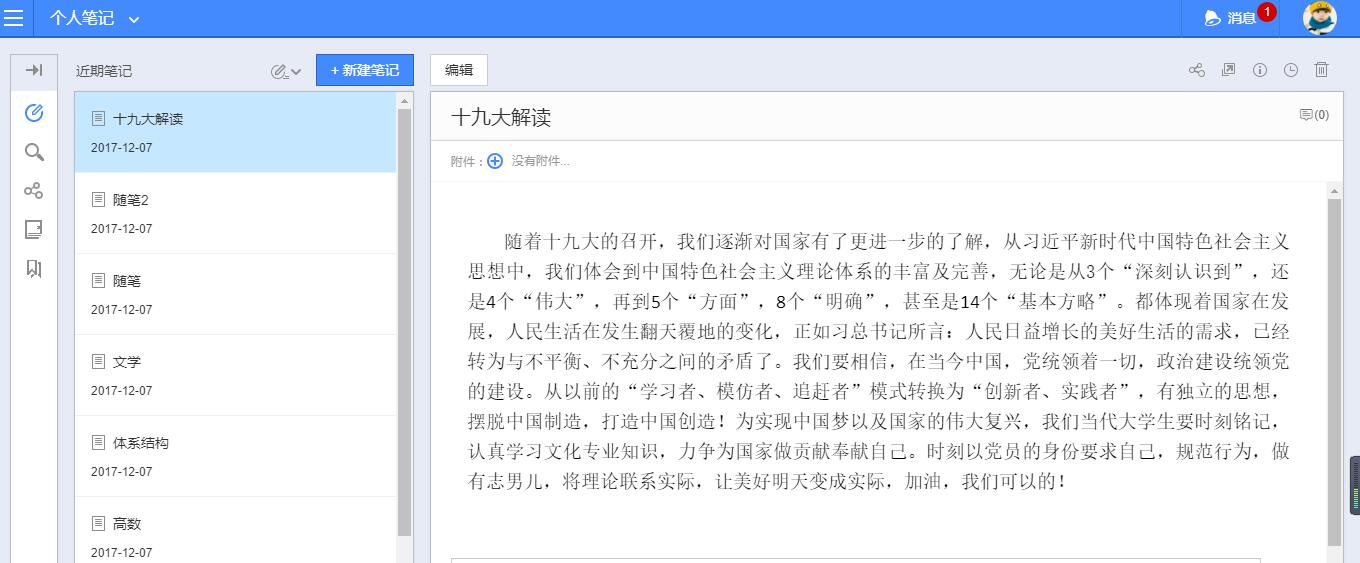 个人笔记
消息
1
近期笔记
+ 新建笔记
编辑
十九大解读
2017-12-07
随笔2
2017-12-07
随笔
2017-12-07
文学
2017-12-07
体系结构
2017-12-07
高数
2017-12-07
十九大解读
(0)
附件：
没有附件...
随着十九大的召开，我们逐渐对国家有了更进一步的了解，从习近平新时代中国特色社会主义
思想中，我们体会到中国特色社会主义理论体系的丰富及完善，无论是从3个“深刻认识到”，还
是4个“伟大”，再到5个“方面”，8个“明确”，甚至是14个“基本方略”。都体现着国家在发
展，人民生活在发生翻天覆地的变化，正如习总书记所言：人民日益增长的美好生活的需求，已经
转为与不平衡、不充分之间的矛盾了。我们要相信，在当今中国，党统领着一切，政治建设统领党
的建设。从以前的“学习者、模仿者、追赶者”模式转换为“创新者、实践者”，有独立的思想，
摆脱中国制造，打造中国创造！为实现中国梦以及国家的伟大复兴，我们当代大学生要时刻铭记，
认真学习文化专业知识，力争为国家做贡献奉献自己。时刻以党员的身份要求自己，规范行为，做
有志男儿，将理论联系实际，让美好明天变成实际，加油，我们可以的！